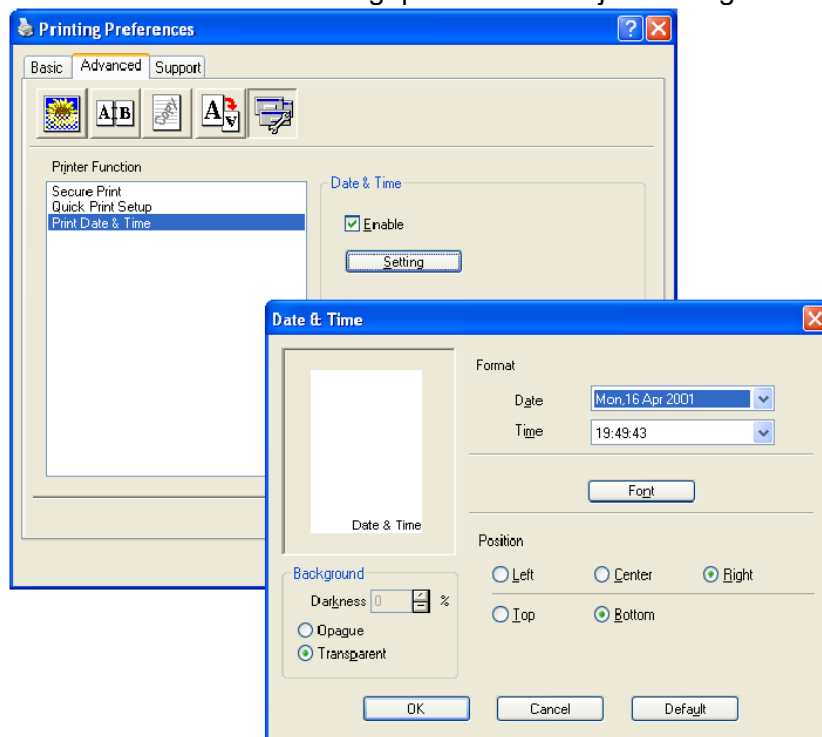 Printing Preferences
Basic Advanced Support
A B
A
Printer Function
Secure Print
Quick Print Setup
Print Date & Time
Date & Time
Enable
Setting
Date & Time
Date & Time
Format
Date Mon,16 Apr 2001
Time 19:49:43
Font
Position
Left Center Right
Top Bottom
Background
Darkness 0 %
Opaque
Transparent
OK Cancel Default